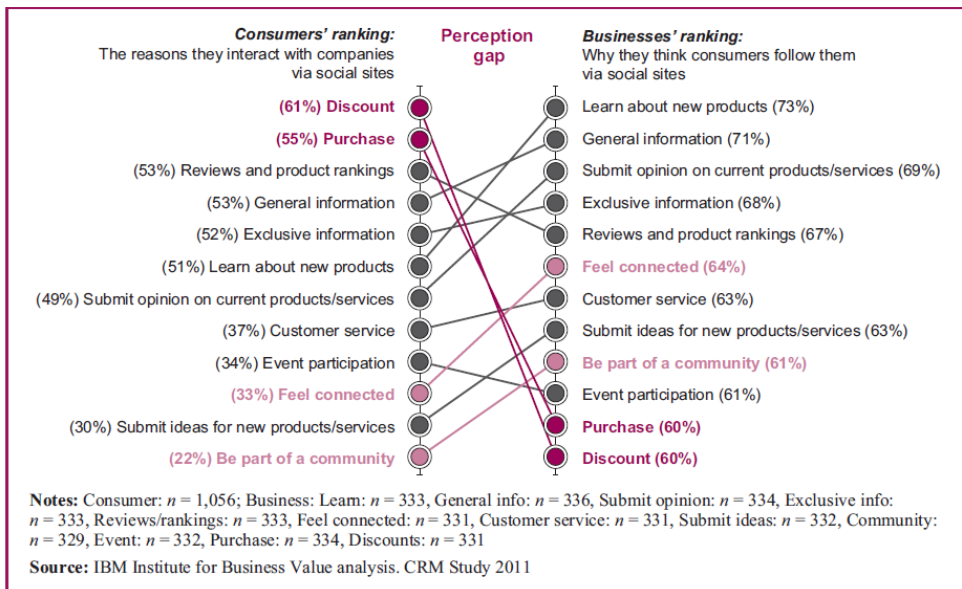 Consumers' ranking:
The reasons they interact with companies
via social sites
Perception
gap
Businesses' ranking:
Why they think consumers follow them
via social sites
(61%) Discount
(55%) Purchase
(53%) Reviews and product rankings
(53%) General information
(52%) Exclusive information
(51%) Learn about new products
(49%) Submit opinion on current products/services
(37%) Customer service
(34%) Event participation
(33%) Feel connected
(30%) Submit ideas for new products/services
(22%) Be part of a community
Learn about new products (73%)
General information (71%)
Submit opinion on current products/services (69%)
Exclusive information (68%)
Reviews and product rankings (67%)
Feel connected (64%)
Customer service (63%)
Submit ideas for new products/services (63%)
Be part of a community (61%)
Event participation (61%)
Purchase (60%)
Discount (60%)
Notes: Consumer: n = 1,056; Business: Learn: n = 333, General info: n = 336, Submit opinion: n = 334, Exclusive info:
n = 333, Reviews/rankings: n = 333, Feel connected: n = 331, Customer service: n = 331, Submit ideas: n = 332, Community:
n = 329, Event: n = 332, Purchase: n = 334, Discounts: n = 331
Source: IBM Institute for Business Value analysis. CRM Study 2011